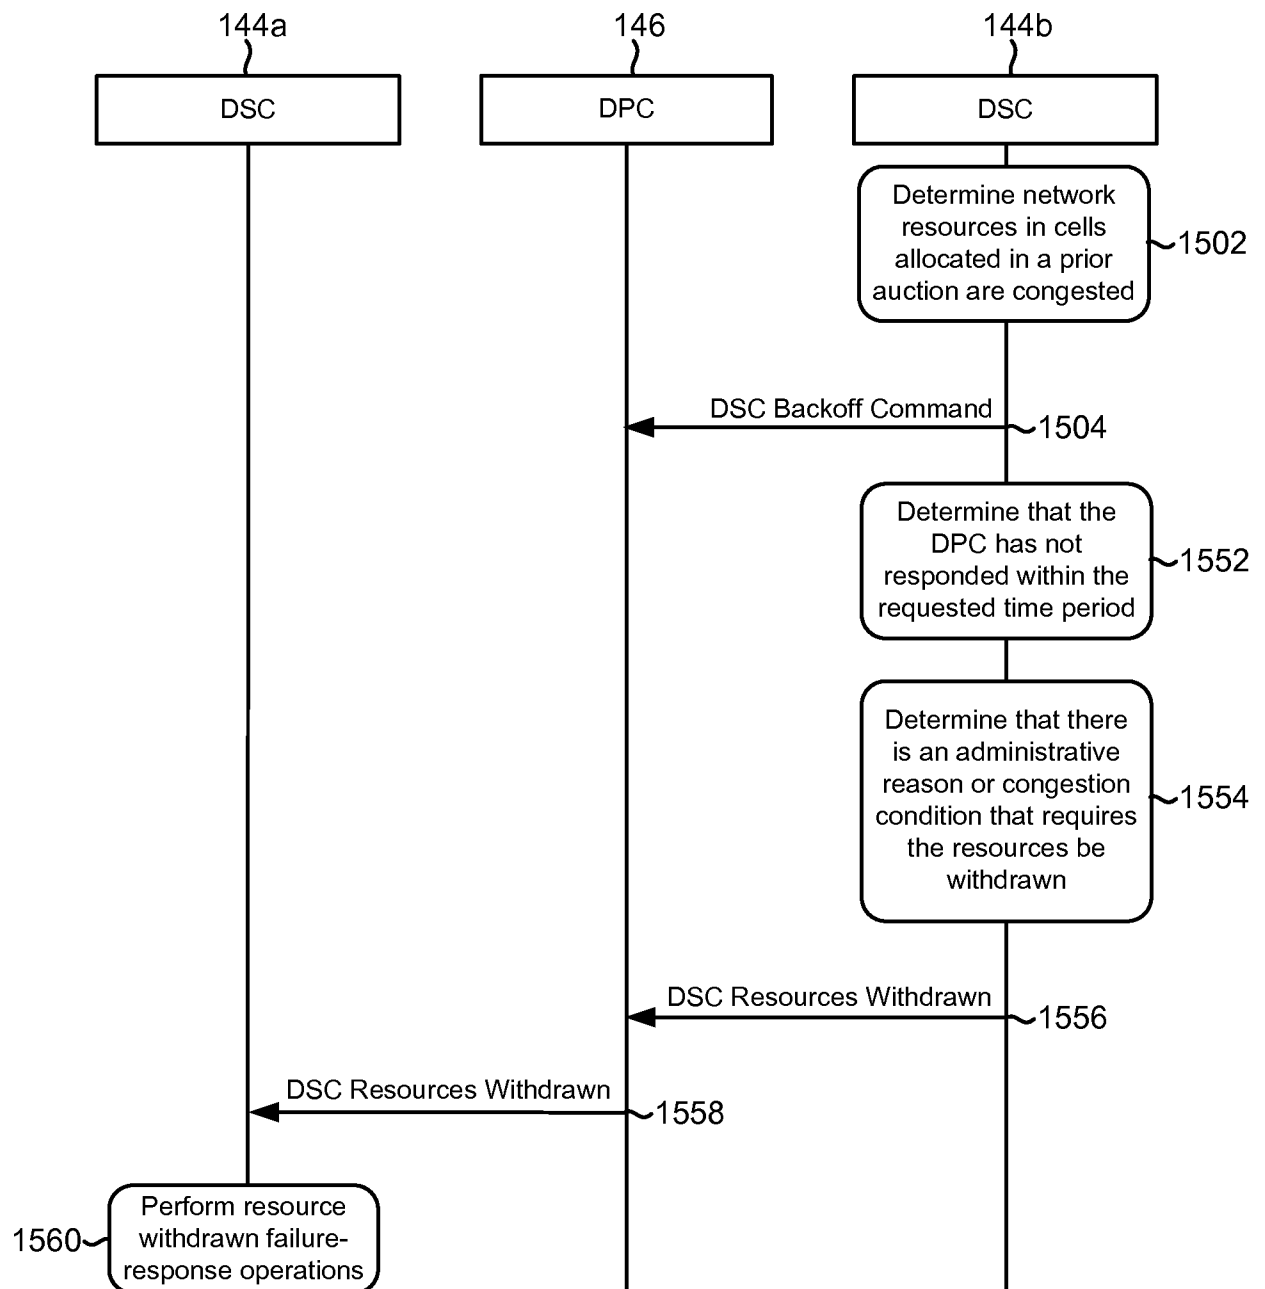 144a
146
144b
DSC
DPC
DSC
Determine network
resources in cells
allocated in a prior
auction are congested
1502
DSC Backoff Command
1504
Determine that the
DPC has not
responded within the
requested time period
1552
Determine that there
is an administrative
reason or congestion
condition that requires
the resources be
withdrawn
1554
DSC Resources Withdrawn
1556
DSC Resources Withdrawn
1558
Perform resource
withdrawn failure-
response operations
1560